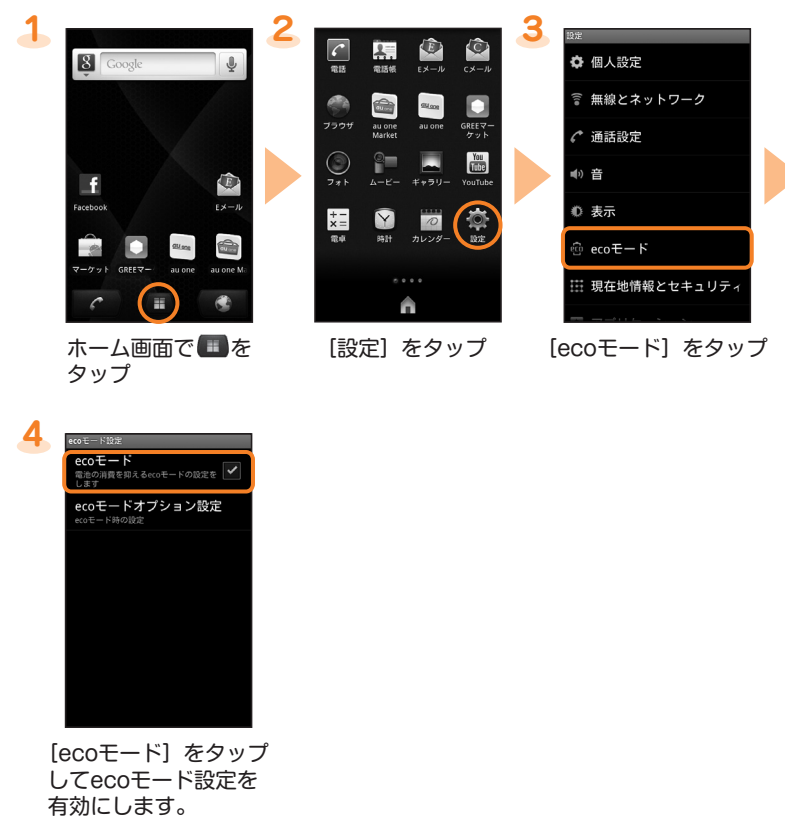 1
Google
Facebook
Eメール
マーケット GREEマー au one au one Ma
ホーム画面で を
タップ
2
電話 電話帳 Eメール Cメール
ブラウザ au one Market au one GREEマーケット
フォト ムービー ギャラリー YouTube
電卓 時計 カレンダー 設定
[設定] をタップ
3
設定
個人設定
無線とネットワーク
通話設定
音
表示
ecoモード
現在地情報とセキュリティ
[ecoモード] をタップ
4
ecoモード設定
ecoモード
電池の消費を抑えるecoモードの設定を
します
ecoモードオプション設定
ecoモード時の設定
[ecoモード] をタップ
してecoモード設定を
有効にします。